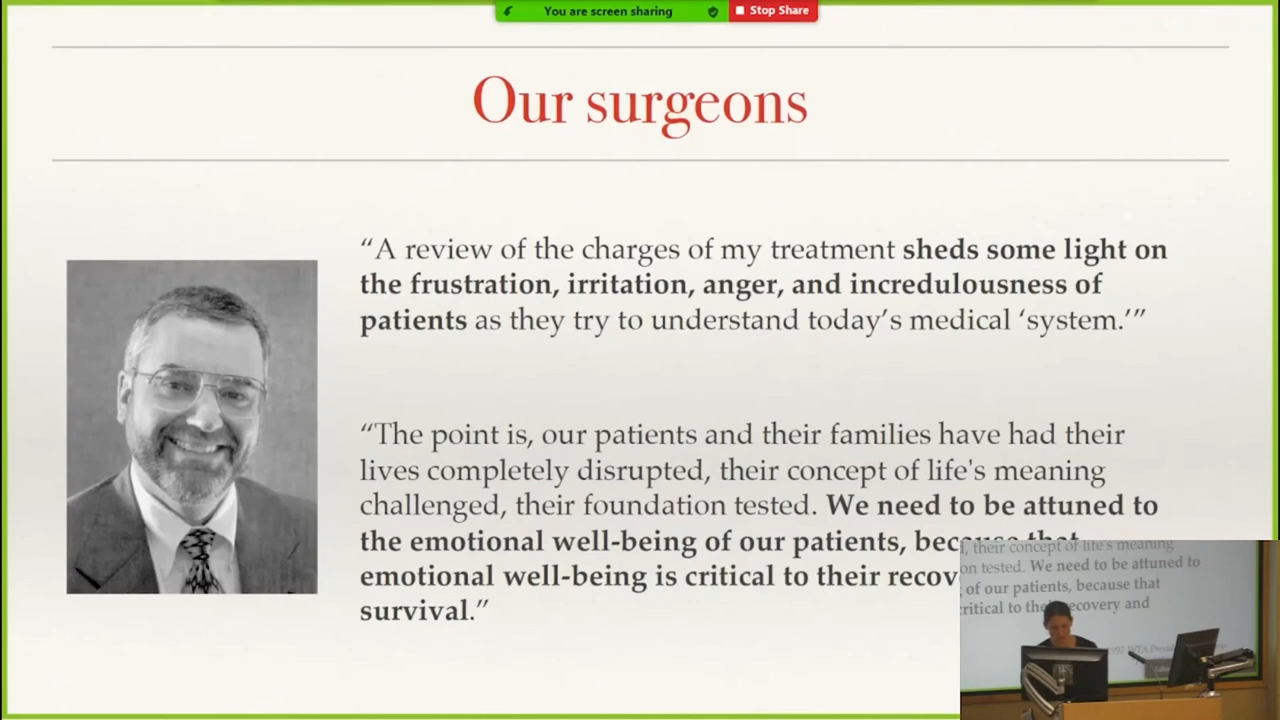 You are screen sharing
Stop Share
Our surgeons
“A review of the charges of my treatment sheds some light on
the frustration, irritation, anger, and incredulousness of
patients as they try to understand today’s medical ‘system.’”
“The point is, our patients and their families have had their
lives completely disrupted, their concept of life's meaning
challenged, their foundation tested. We need to be attuned to
the emotional well-being of our patients, because that
emotional well-being is critical to their recov
survival.”
, their concept of life's meaning
on tested. We need to be attuned to
of our patients, because that
critical to their recovery and